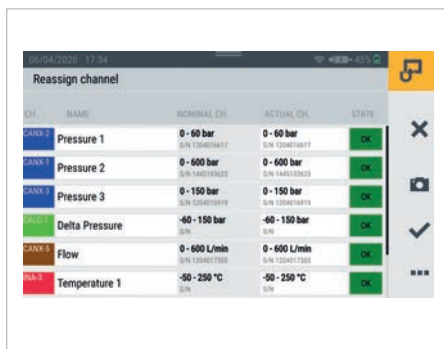 06/04/2020 17:34 45%
Reassign channel
CH. NAME NOMINAL CH. ACTUAL CH. STATE
CANX-2 Pressure 1 0 - 60 bar 0 - 60 bar OK
S/N 1204016617 S/N 1204016617
CANX-1 Pressure 2 0 - 600 bar 0 - 600 bar OK
S/N 1445133623 S/N 1445133623
CANX-3 Pressure 3 0 - 150 bar 0 - 150 bar OK
S/N 1204016919 S/N 1204016919
CALC-1 Delta Pressure -60 - 150 bar -60 - 150 bar OK
S/N S/N
CANX-5 Flow 0 - 600 L/min 0 - 600 L/min OK
S/N 1204017305 S/N 1204017305
INA-3 Temperature 1 -50 - 250 °C -50 - 250 °C OK
S/N S/N